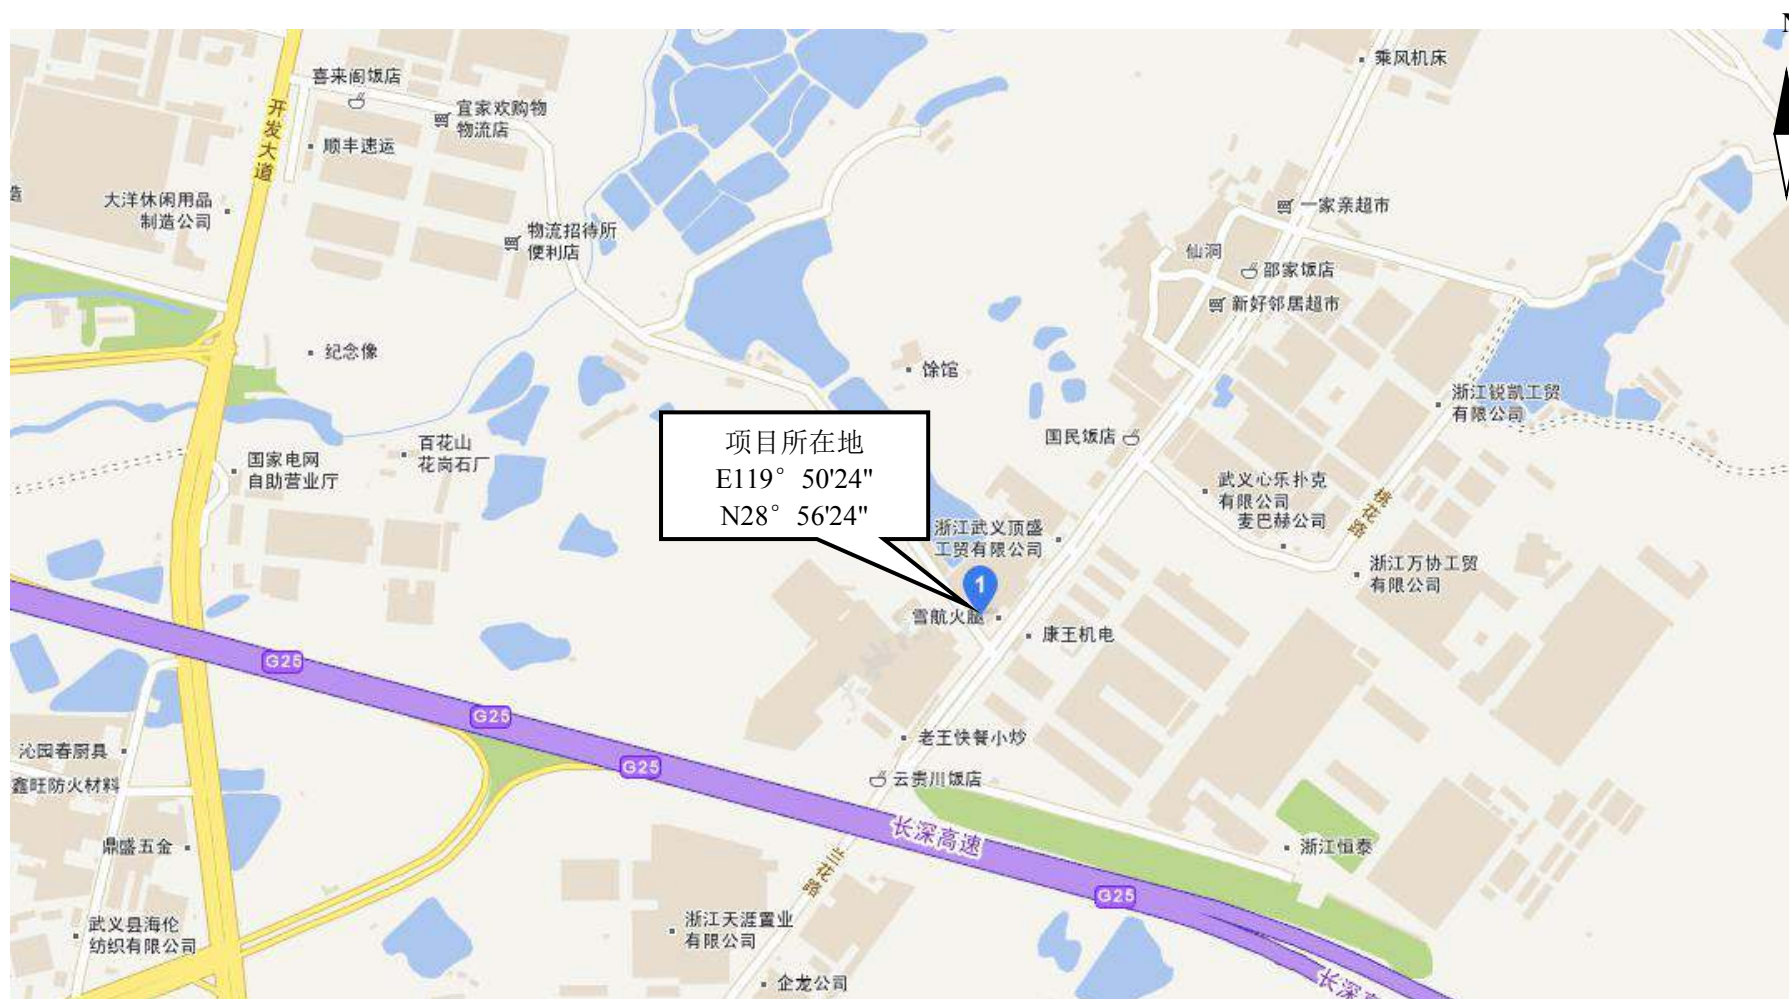 N
乘风机床
喜来阁饭店
宜家欢购物
物流店
开发大道
顺丰速运
造
大洋休闲用品
制造公司
一家亲超市
物流招待所
便利店
仙洞
邵家饭店
新好邻居超市
纪念像
馀馆
浙江锐凯工贸
有限公司
项目所在地
E119° 50'24"
N28° 56'24"
国民饭店
百花山
花岗石厂
国家电网
自助营业厅
武义心乐扑克
有限公司
麦巴赫公司
桃花路
浙江武义顶盛
工贸有限公司
浙江万协工贸
有限公司
1
雪航火腿
康王机电
G25
G25
老王快餐小炒
沁园春厨具
G25
云贵川饭店
鑫旺防火材料
长深高速
鼎盛五金
浙江恒泰
兰花路
G25
武义县海伦
纺织有限公司
浙江天涯置业
有限公司
企龙公司
长深高